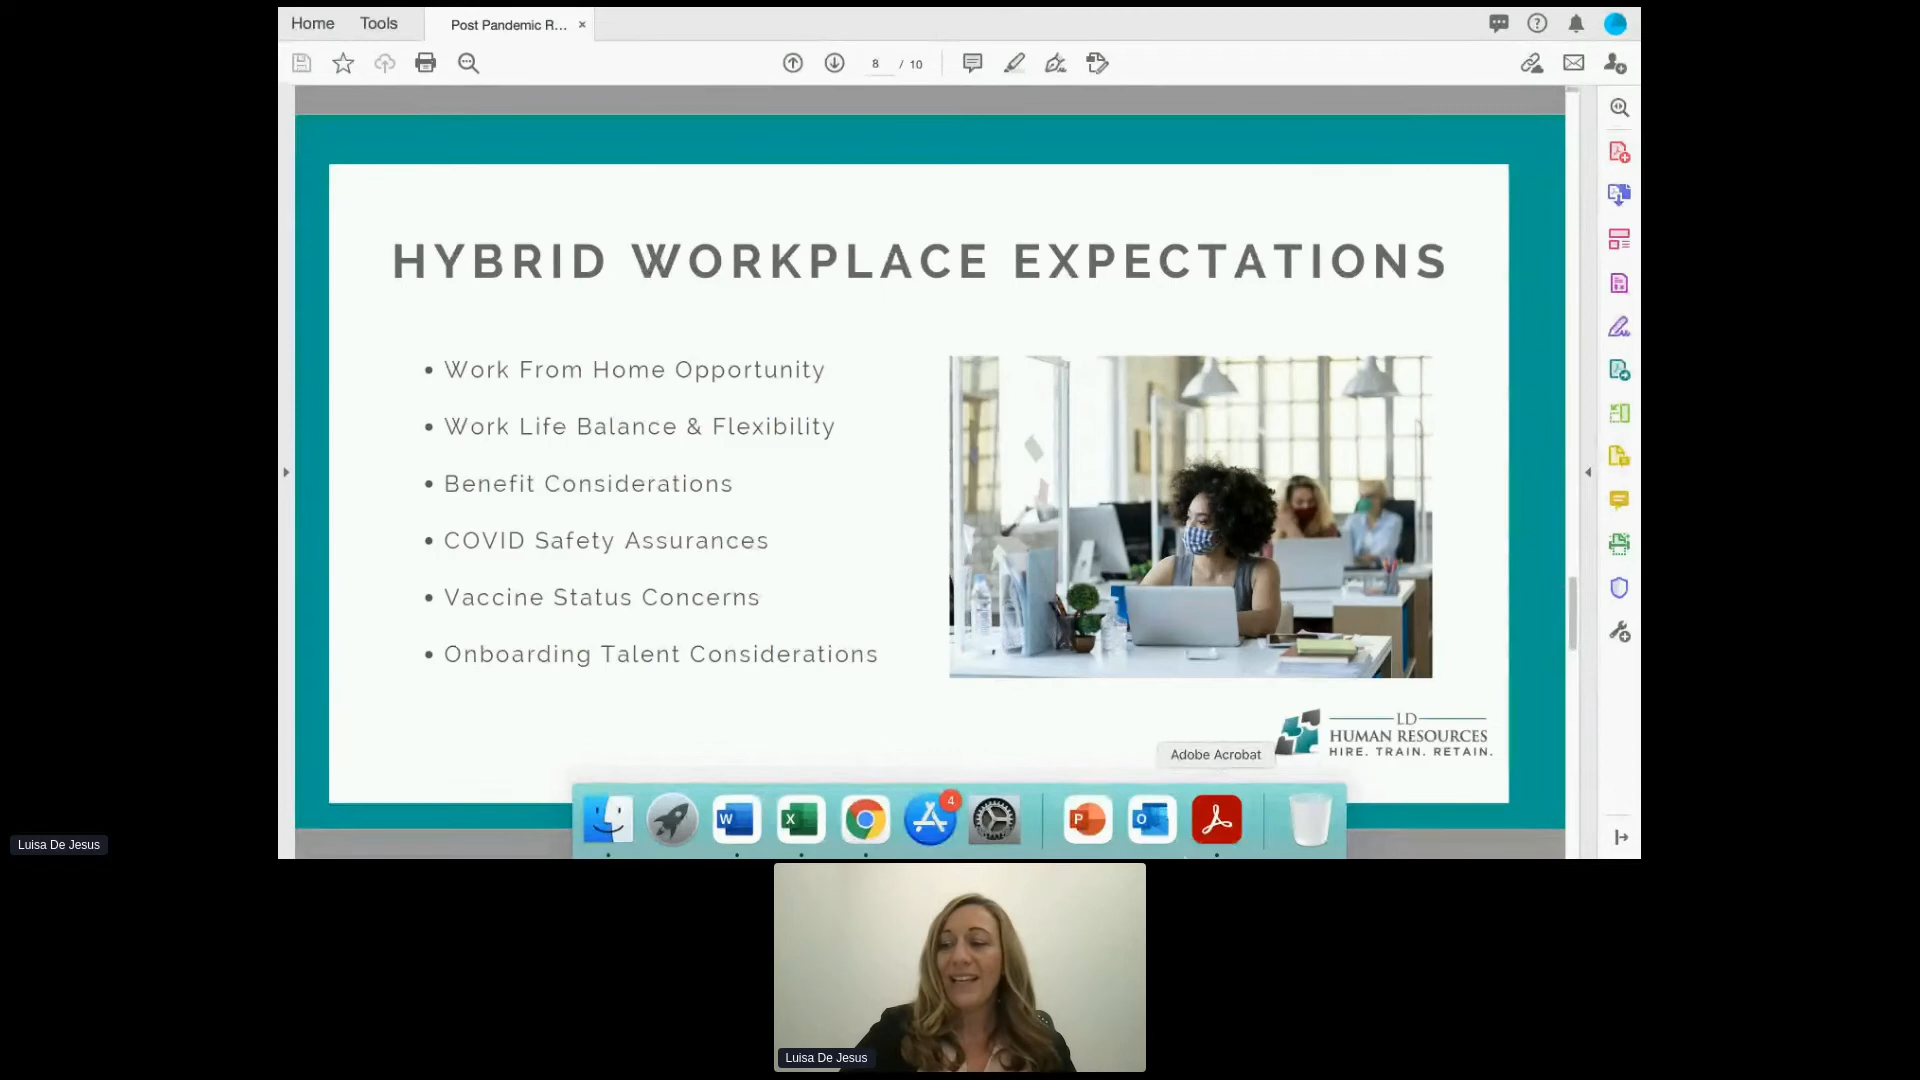 Home Tools Post Pandemic R... ×
8 / 10
HYBRID WORKPLACE EXPECTATIONS
• Work From Home Opportunity
• Work Life Balance & Flexibility
• Benefit Considerations
• COVID Safety Assurances
• Vaccine Status Concerns
• Onboarding Talent Considerations
LD
HUMAN RESOURCES
HIRE. TRAIN. RETAIN.
Adobe Acrobat
4
W X P O
Luisa De Jesus
Luisa De Jesus